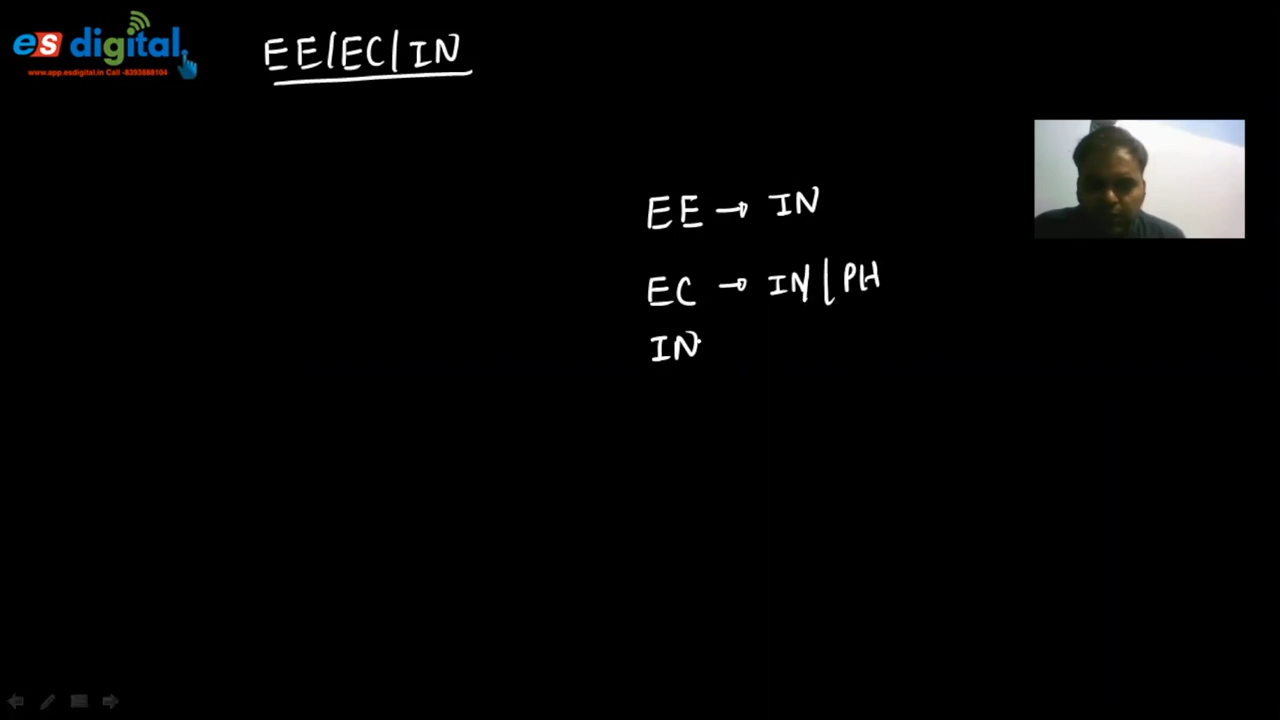 es digital
www.app.esdigital.in Call -8393888104
EE/EC/IN
EE → IN
EC → IN/PH
IN